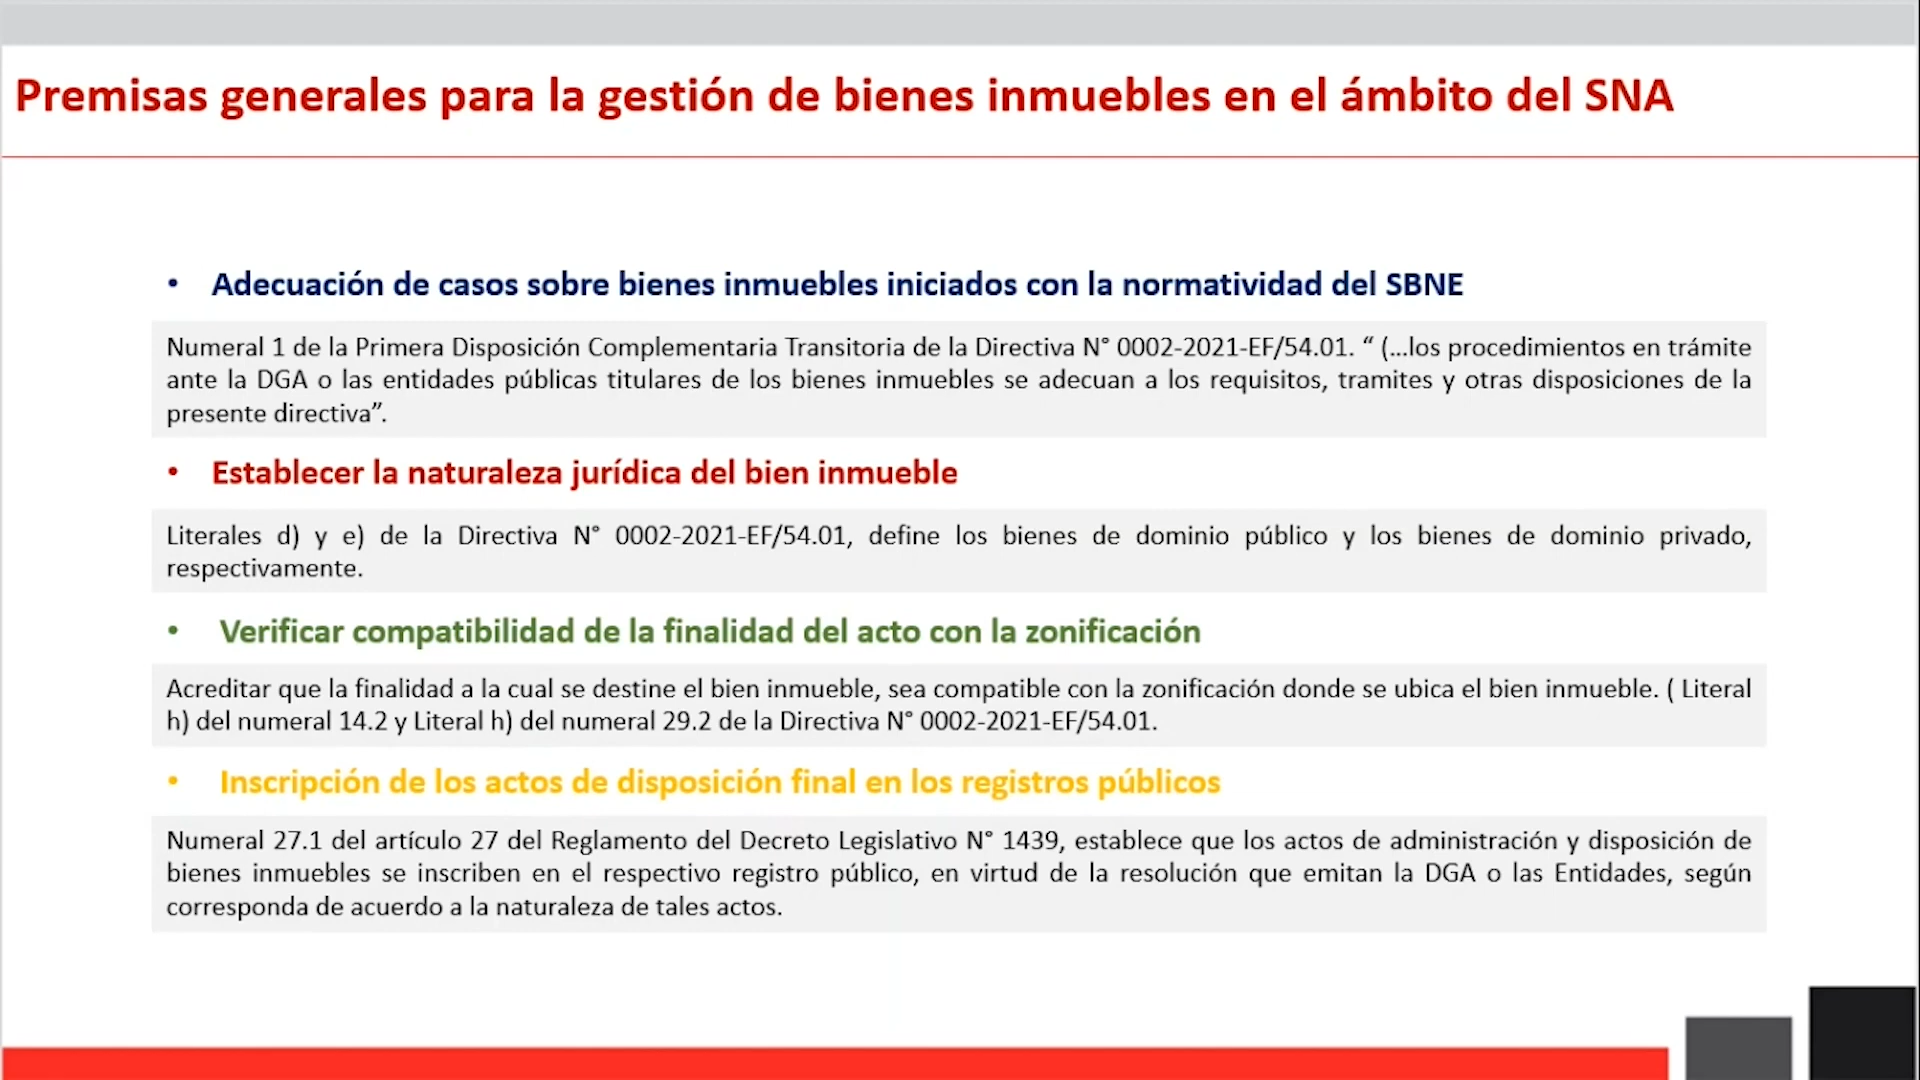 Premisas generales para la gestión de bienes inmuebles en el ámbito del SNA
• Adecuación de casos sobre bienes inmuebles iniciados con la normatividad del SBNE
Numeral 1 de la Primera Disposición Complementaria Transitoria de la Directiva N° 0002-2021-EF/54.01. “ (…los procedimientos en trámite
ante la DGA o las entidades públicas titulares de los bienes inmuebles se adecuan a los requisitos, tramites y otras disposiciones de la
presente directiva”.
• Establecer la naturaleza jurídica del bien inmueble
Literales d) y e) de la Directiva N° 0002-2021-EF/54.01, define los bienes de dominio público y los bienes de dominio privado,
respectivamente.
• Verificar compatibilidad de la finalidad del acto con la zonificación
Acreditar que la finalidad a la cual se destine el bien inmueble, sea compatible con la zonificación donde se ubica el bien inmueble. ( Literal
h) del numeral 14.2 y Literal h) del numeral 29.2 de la Directiva N° 0002-2021-EF/54.01.
• Inscripción de los actos de disposición final en los registros públicos
Numeral 27.1 del artículo 27 del Reglamento del Decreto Legislativo N° 1439, establece que los actos de administración y disposición de
bienes inmuebles se inscriben en el respectivo registro público, en virtud de la resolución que emitan la DGA o las Entidades, según
corresponda de acuerdo a la naturaleza de tales actos.